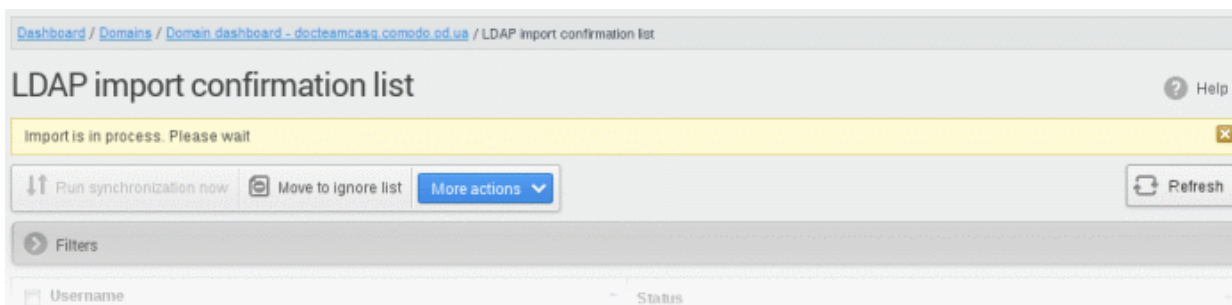 Dashboard / Domains / Domain dashboard - docteamcasg.comodo.od.ua / LDAP import confirmation list
LDAP import confirmation list
Help
Import is in process. Please wait
Run synchronization now
Move to ignore list
More actions
Refresh
Filters
Username
Status